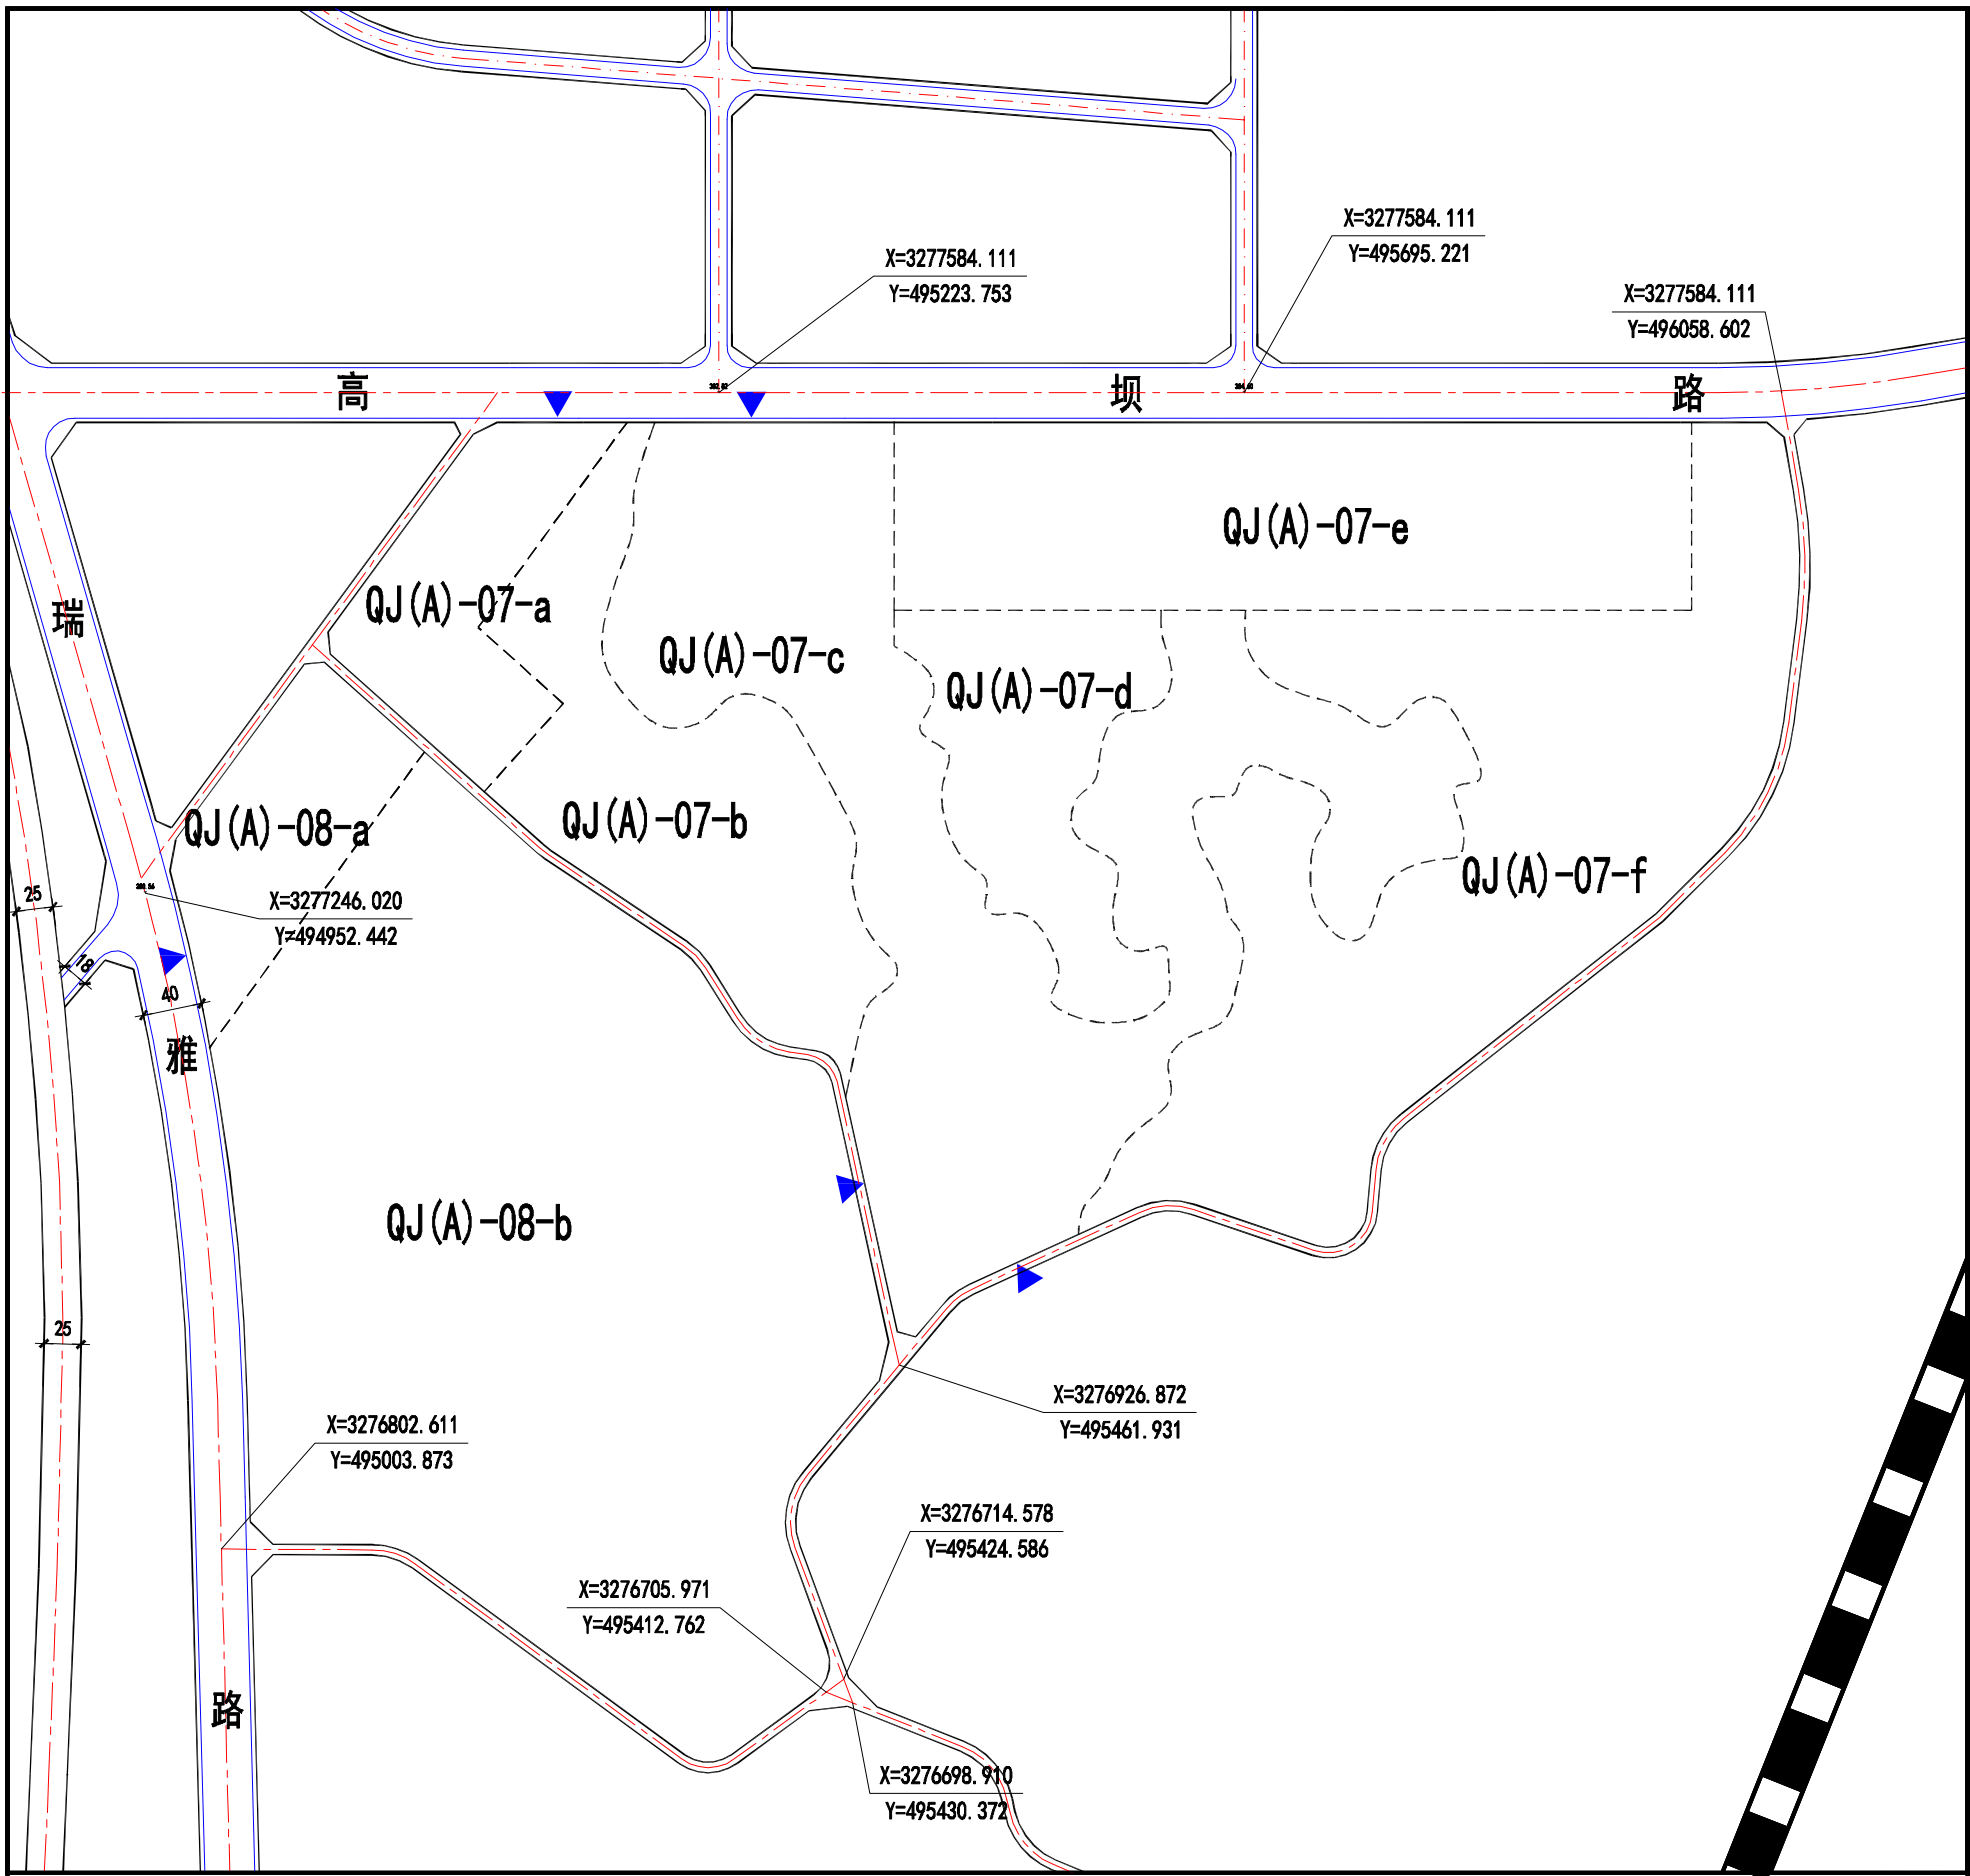 X=3277584.111
Y=495695.221
X=3277584.111
Y=495223.753
X=3277584.111
Y=496058.602
高
坝
路
QJ(A)-07-e
QJ(A)-07-a
瑞
QJ(A)-07-c
QJ(A)-07-d
QJ(A)-08-a
QJ(A)-07-b
QJ(A)-07-f
25
X=3277246.020
Y=494952.442
18
40
雅
QJ(A)-08-b
25
X=3276926.872
Y=495461.931
X=3276802.611
Y=495003.873
X=3276714.578
Y=495424.586
X=3276705.971
Y=495412.762
路
X=3276698.910
Y=495430.372